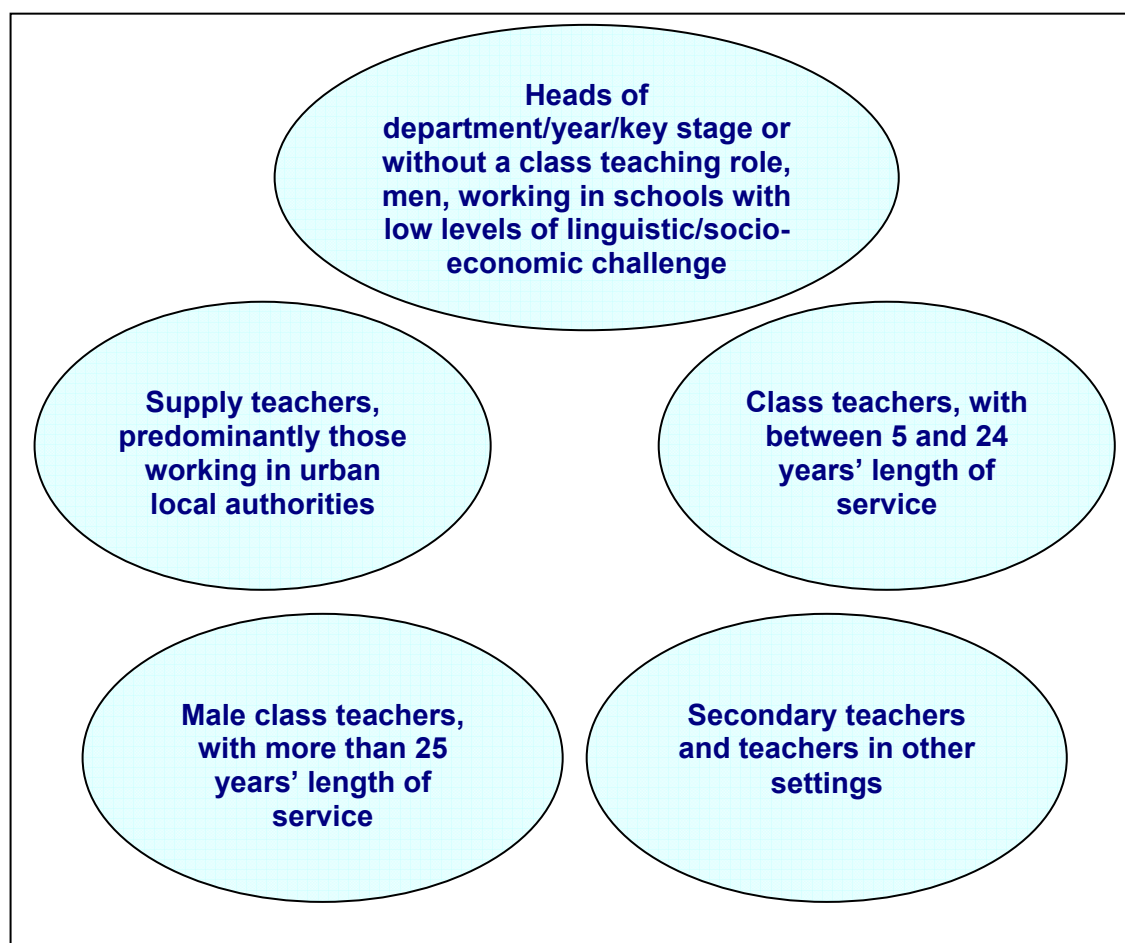 Heads of
department/year/key stage or
without a class teaching role,
men, working in schools with
low levels of linguistic/socio-
economic challenge
Supply teachers,
predominantly those
working in urban
local authorities
Class teachers, with
between 5 and 24
years’ length of
service
Male class teachers,
with more than 25
years’ length of
service
Secondary teachers
and teachers in other
settings